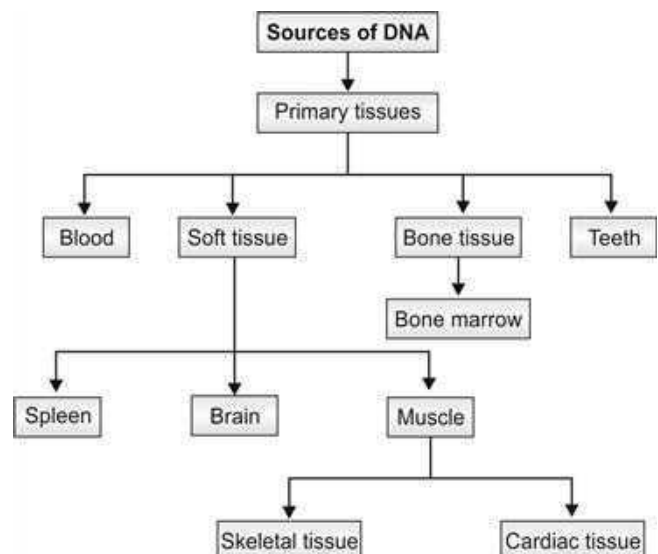 Sources of DNA
Primary tissues
Blood
Soft tissue
Bone tissue
Teeth
Bone marrow
Spleen
Brain
Muscle
Skeletal tissue
Cardiac tissue